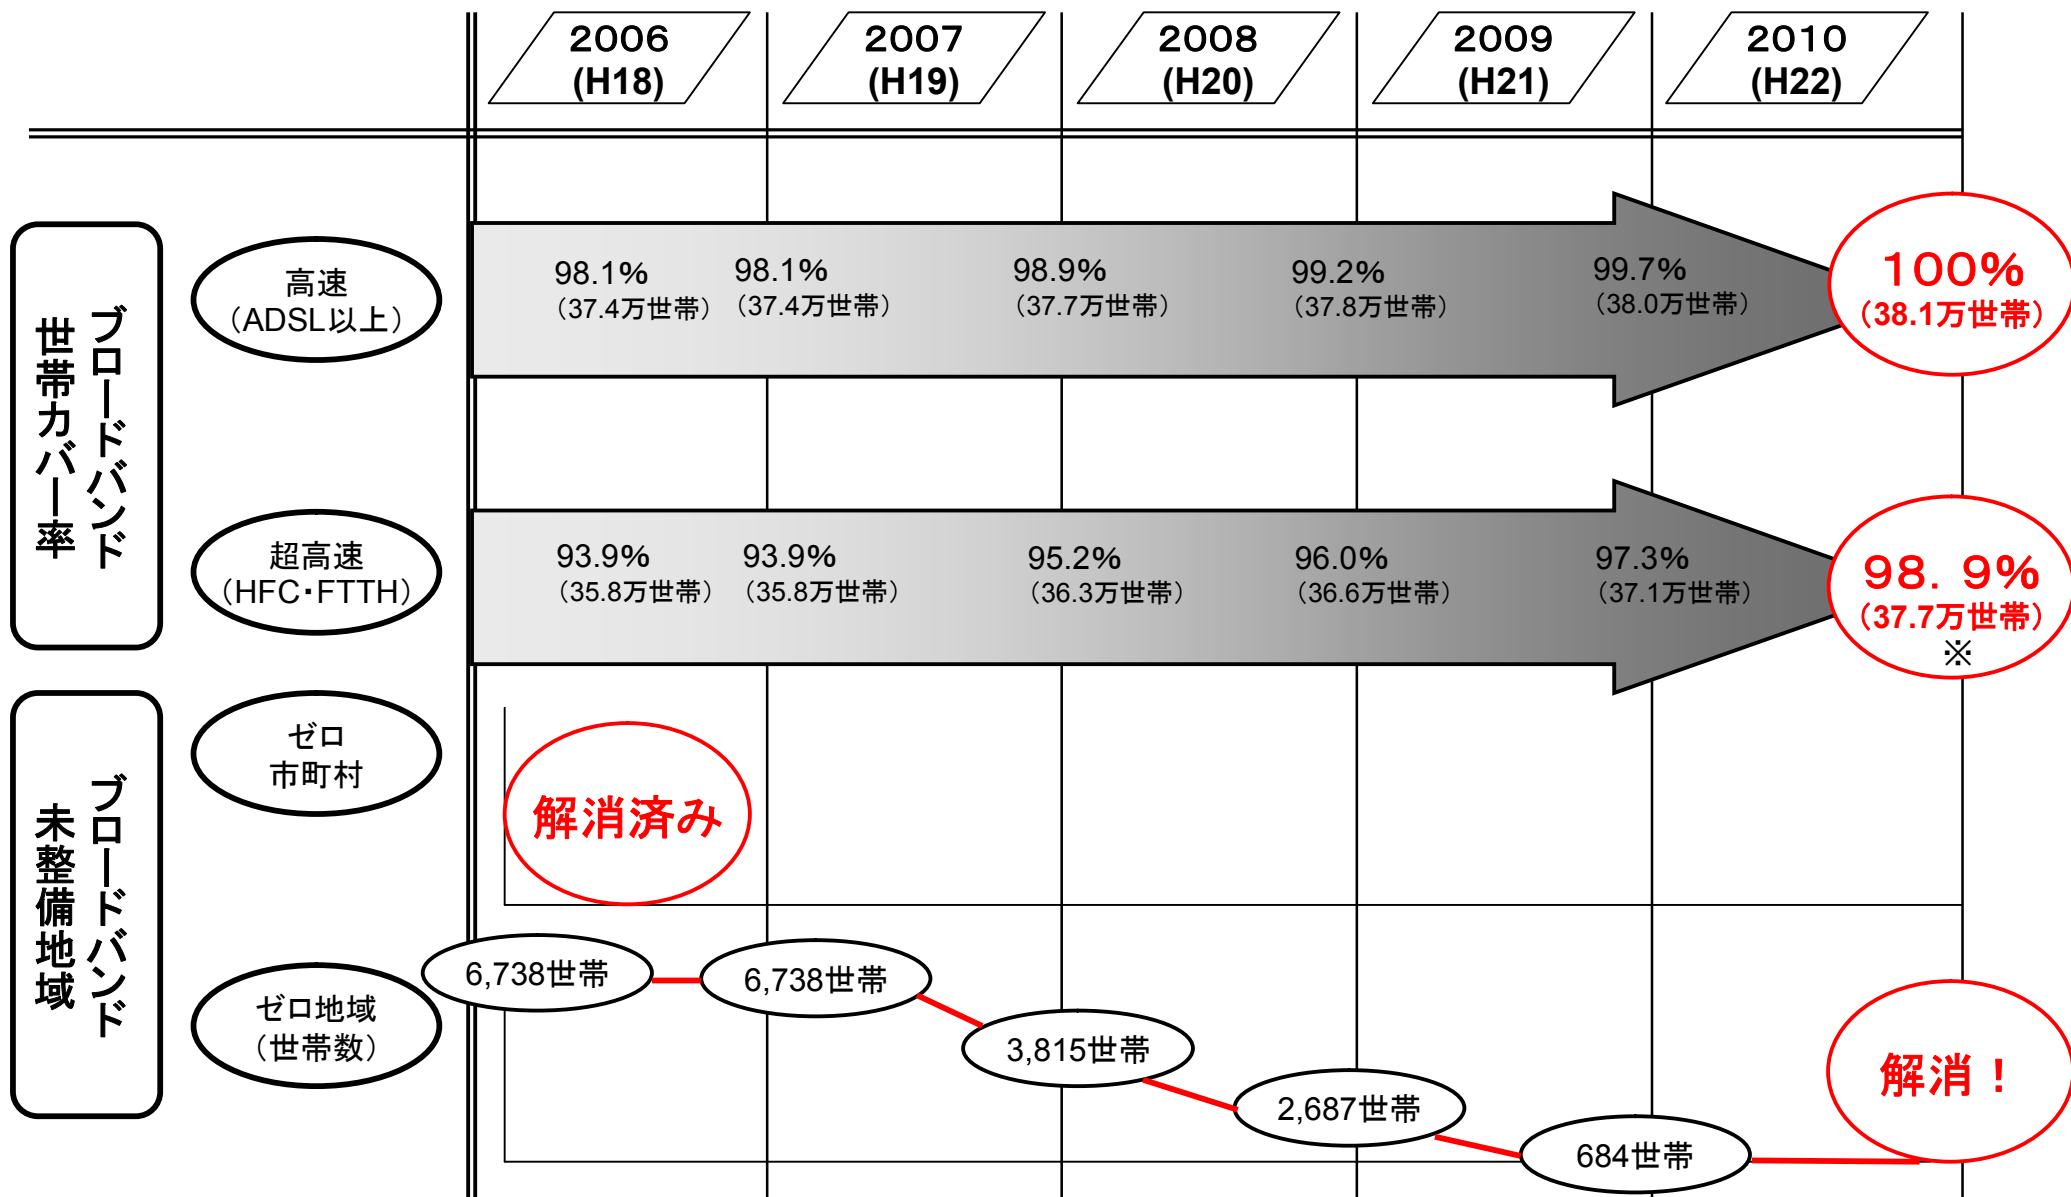 2006
(H18)
2007
(H19)
2008
(H20)
2009
(H21)
2010
(H22)
ブロードバンド
世帯カバー率
高速
（ADSL以上）
98.1%
（37.4万世帯）
98.1%
（37.4万世帯）
98.9%
（37.7万世帯）
99.2%
（37.8万世帯）
99.7%
（38.0万世帯）
100%
（38.1万世帯）
超高速
（HFC・FTTH）
93.9%
（35.8万世帯）
93.9%
（35.8万世帯）
95.2%
（36.3万世帯）
96.0%
（36.6万世帯）
97.3%
（37.1万世帯）
98．9%
（37.7万世帯）
※
ブロードバンド
未整備地域
ゼロ
市町村
解消済み
ゼロ地域
（世帯数）
6,738世帯
6,738世帯
3,815世帯
2,687世帯
684世帯
解消！